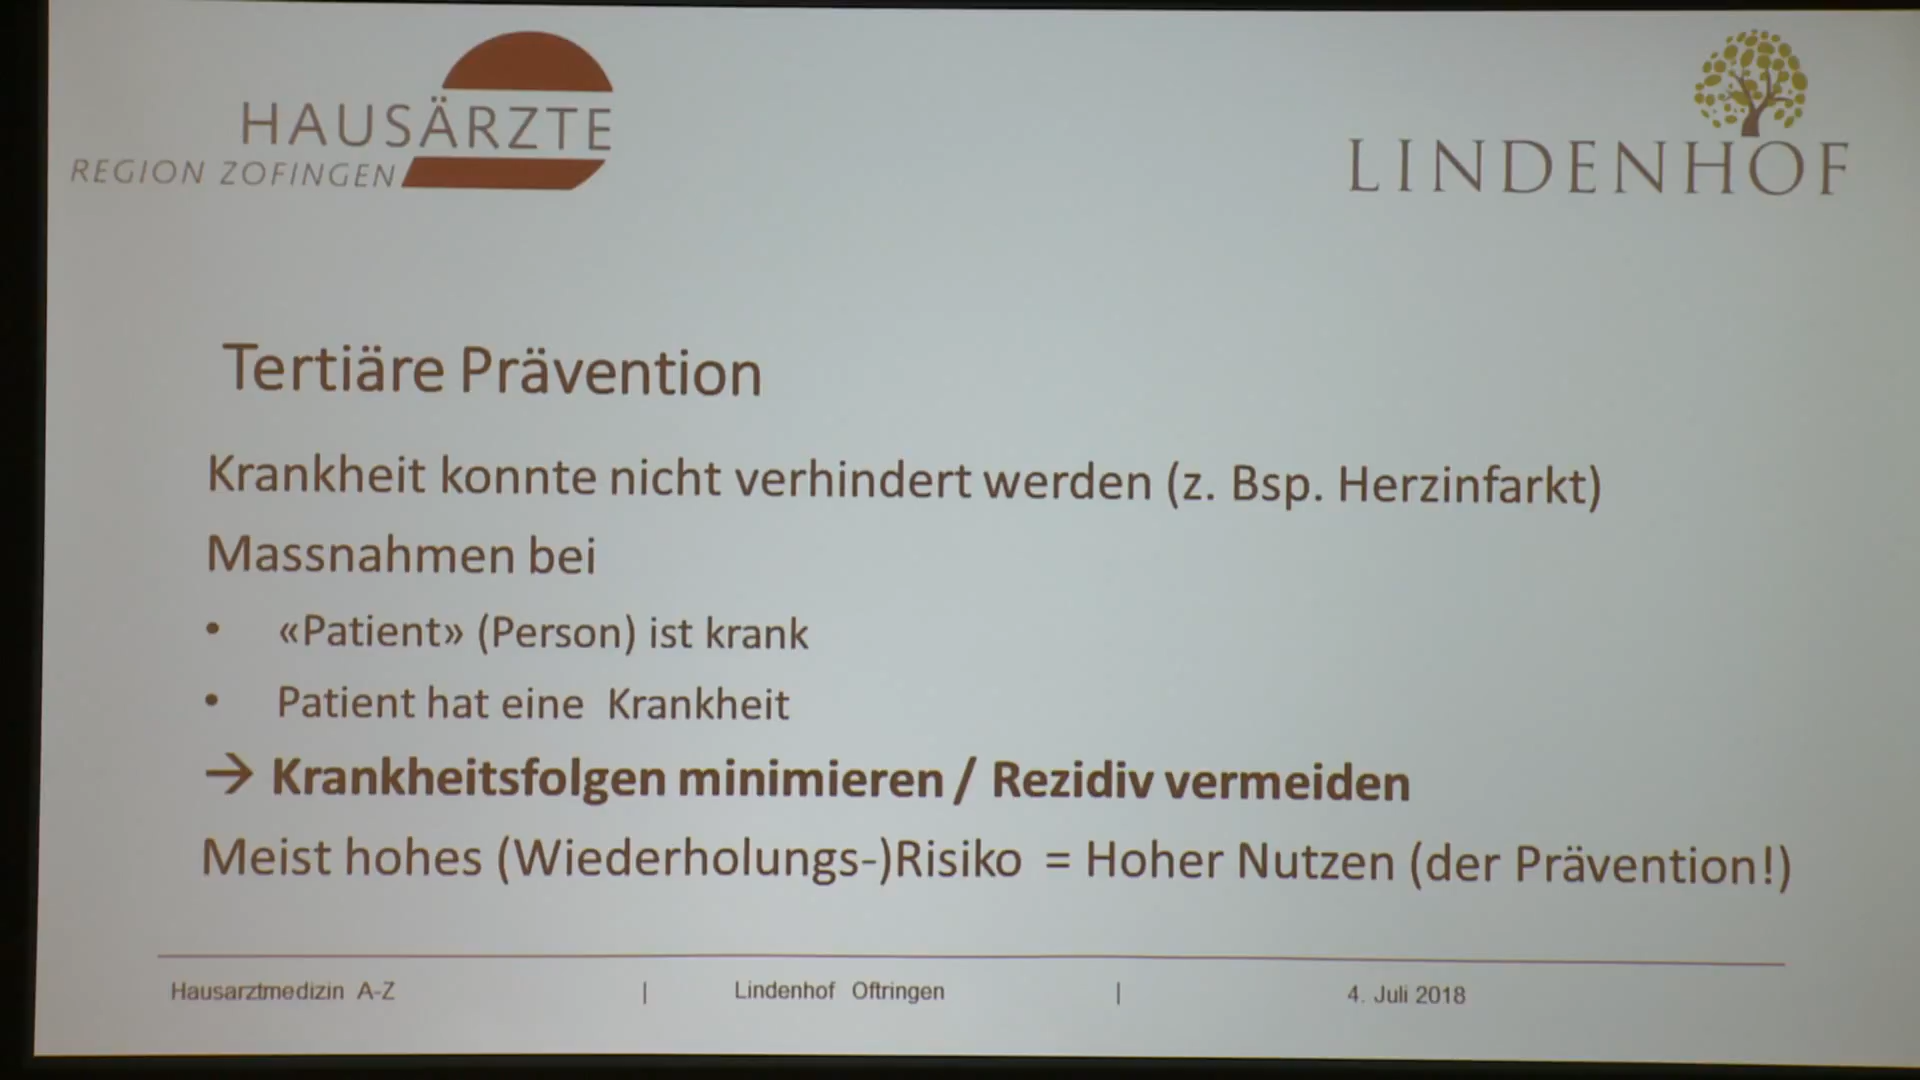 HAUSÄRZTE
REGION ZOFINGEN
LINDENHOF
Tertiäre Prävention
Krankheit konnte nicht verhindert werden (z. Bsp. Herzinfarkt)
Massnahmen bei
• «Patient» (Person) ist krank
• Patient hat eine Krankheit
→ Krankheitsfolgen minimieren / Rezidiv vermeiden
Meist hohes (Wiederholungs-)Risiko = Hoher Nutzen (der Prävention!)
Hausarztmedizin A-Z | Lindenhof Oftringen | 4. Juli 2018